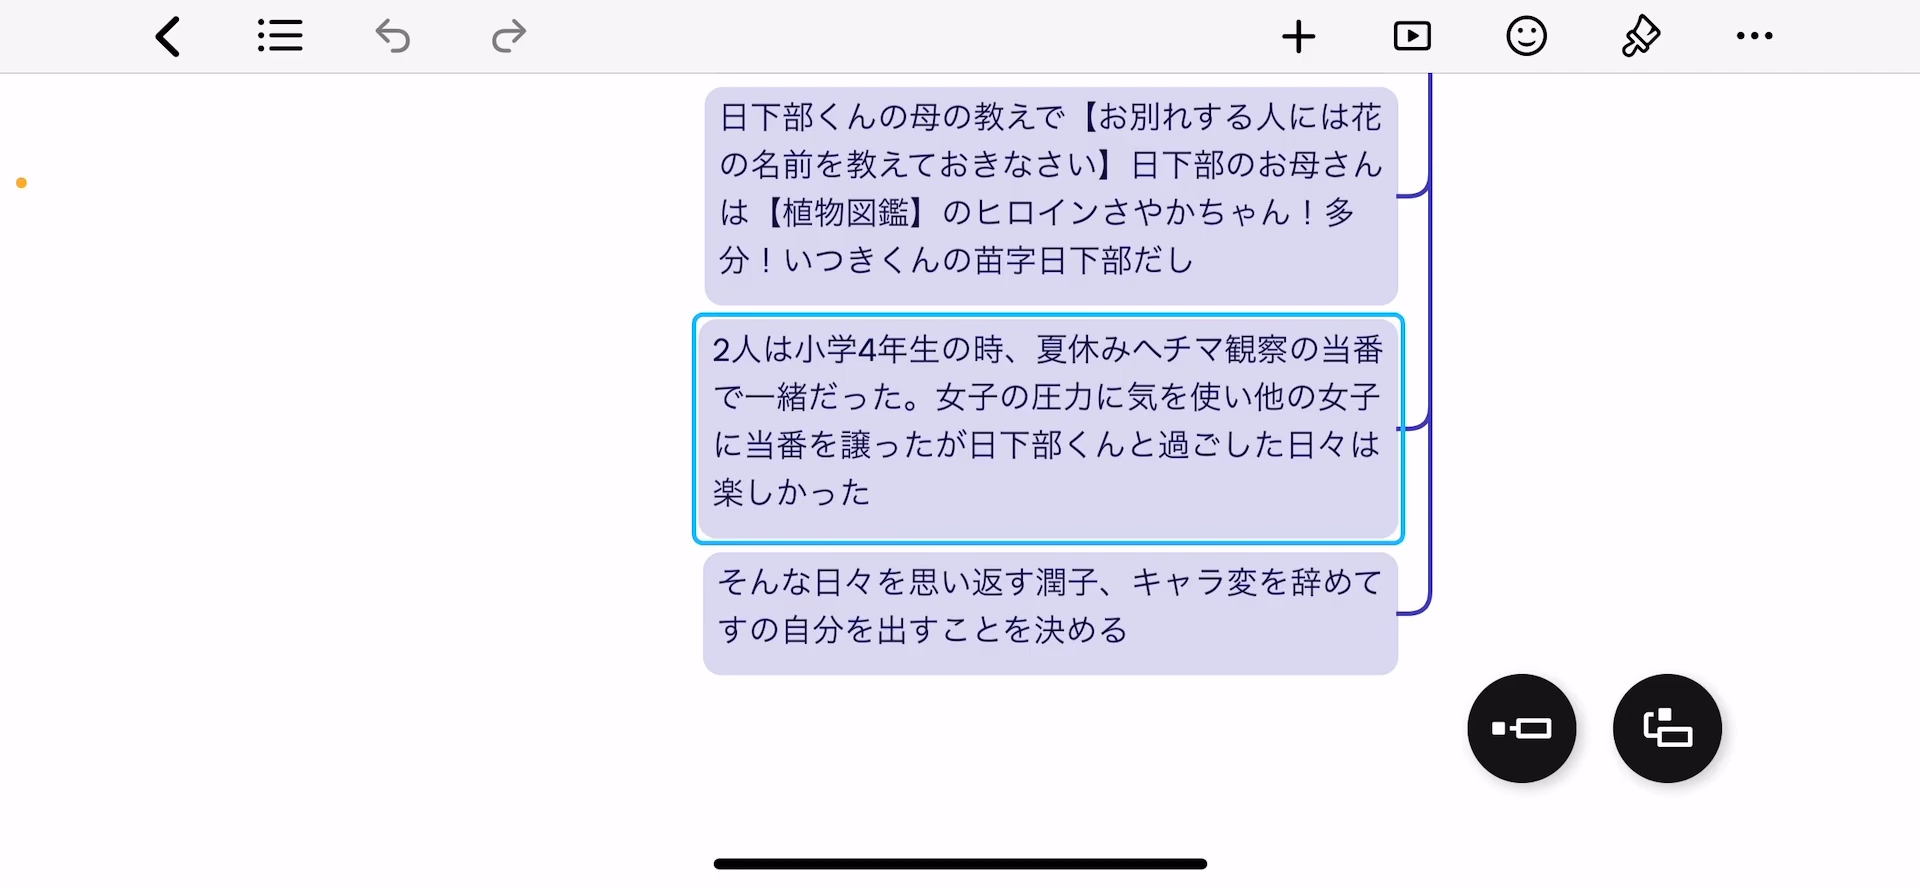 日下部くんの母の教えで【お別れする人には花
の名前を教えておきなさい】日下部のお母さん
は【植物図鑑】のヒロインさやかちゃん！多
分！いつきくんの苗字日下部だし
2人は小学4年生の時、夏休みヘチマ観察の当番
で一緒だった。女子の圧力に気を使い他の女子
に当番を譲ったが日下部くんと過ごした日々は
楽しかった
そんな日々を思い返す潤子、キャラ変を辞めて
すの自分を出すことを決める